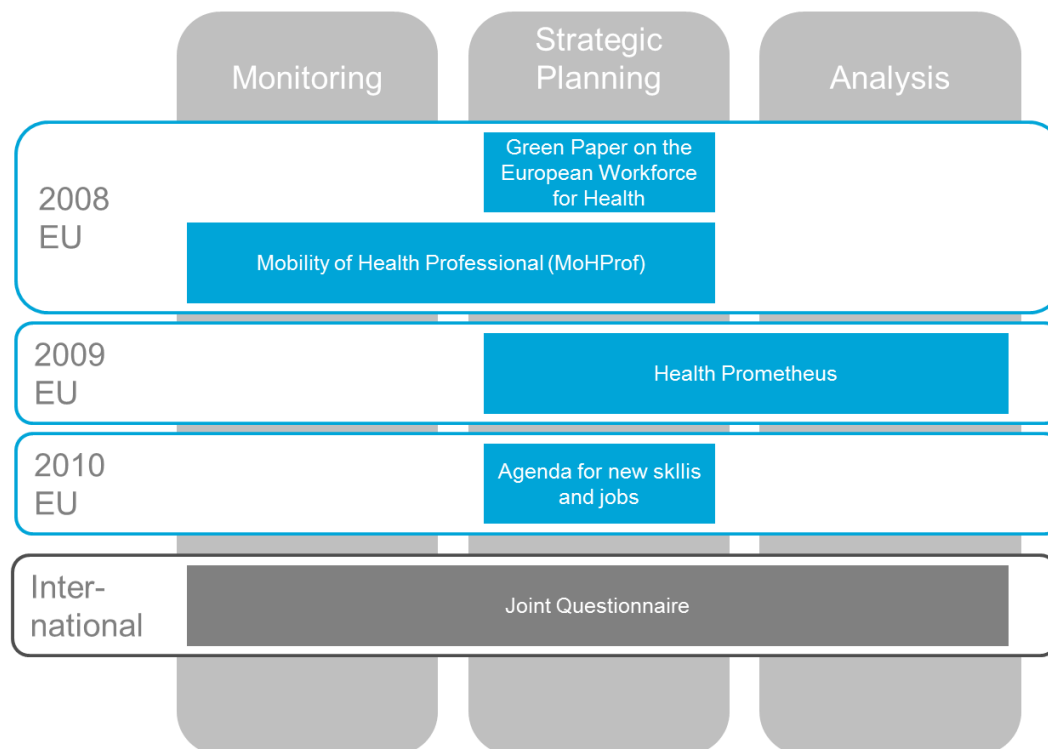 Monitoring
Strategic
Planning
Analysis
2008
EU
Green Paper on the
European Workforce
for Health
Mobility of Health Professional (MoHProf)
2009
EU
Health Prometheus
2010
EU
Agenda for new skllis
and jobs
Inter-
national
Joint Questionnaire